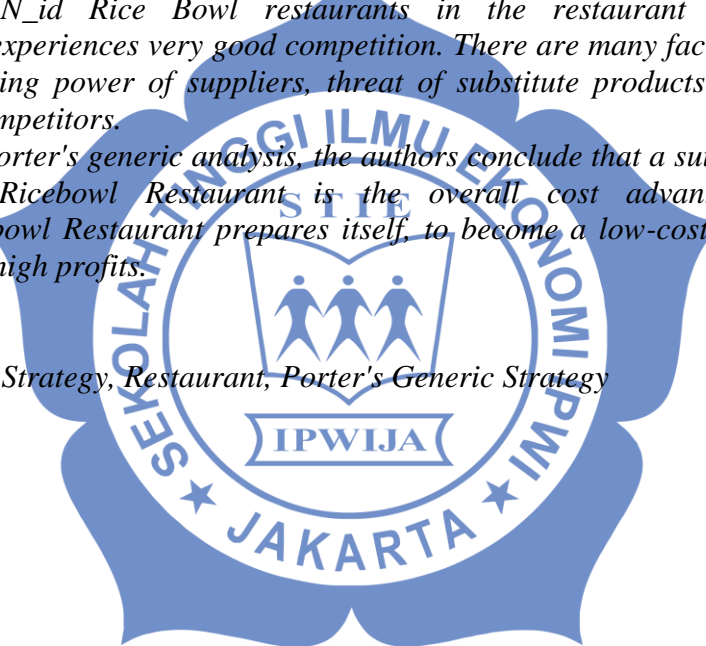 N_id Rice Bowl restaurants in the restaurant
experiences very good competition. There are many fac
ing power of suppliers, threat of substitute products
mpetitors.
orter's generic analysis, the authors conclude that a su
Ricebowl Restaurant is the overall cost advan
bowl Restaurant prepares itself, to become a low-cost
high profits.
Strategy, Restaurant, Porter's Generic Strategy
SEKOLAH TINGGI ILMU EKONOMI IPWI
STIE
IPWIJA
★ JAKARTA ★